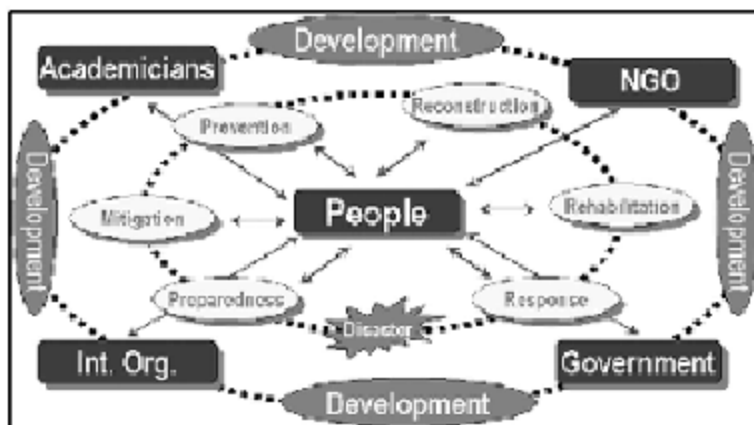 Development
Academicians
NGO
Reconstruction
Prevention
Development
Development
People
Mitigation
Rehabilitation
Preparedness
Response
Disaster
Int. Org.
Government
Development